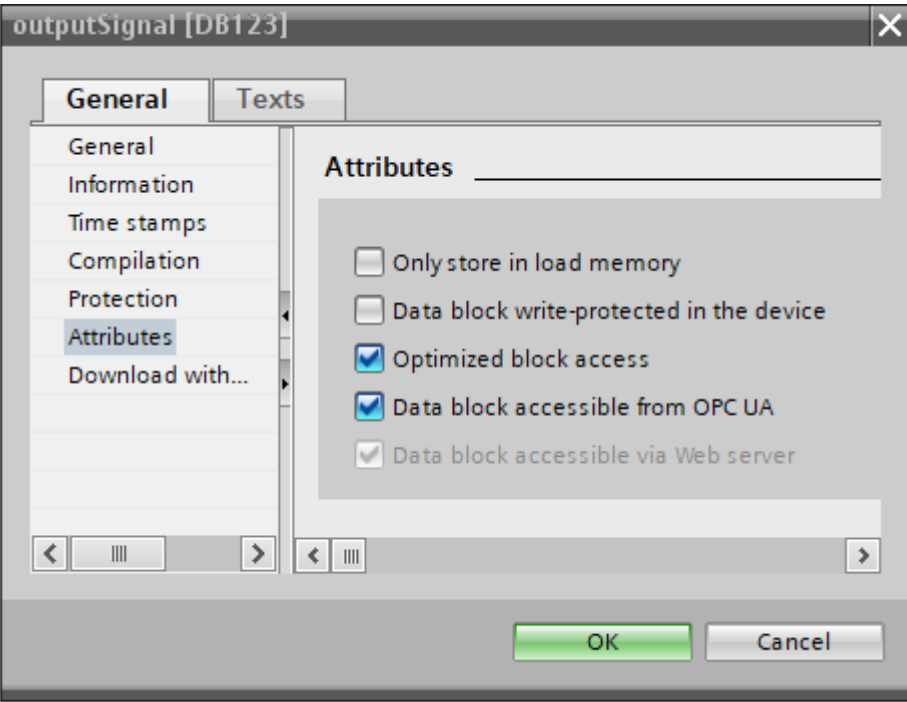 outputSignal [DB123]
General
Texts
General
Information
Time stamps
Compilation
Protection
Attributes
Download with...
Attributes
Only store in load memory
Data block write-protected in the device
Optimized block access
Data block accessible from OPC UA
Data block accessible via Web server
OK
Cancel